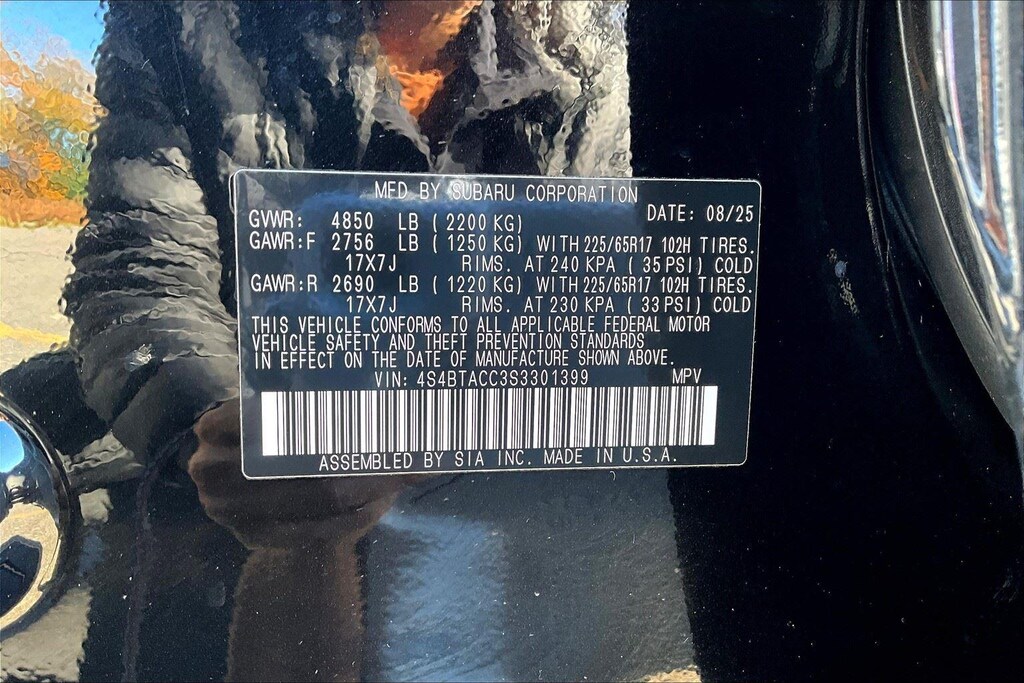 MFD BY SUBARU CORPORATION
DATE: 08/25
GVWR: 4850 LB ( 2200 KG)
GAWR:F 2756 LB ( 1250 KG) WITH 225/65R17 102H TIRES.
17X7J RIMS. AT 240 KPA ( 35 PSI) COLD
GAWR:R 2690 LB ( 1220 KG) WITH 225/65R17 102H TIRES.
17X7J RIMS. AT 230 KPA ( 33 PSI) COLD
THIS VEHICLE CONFORMS TO ALL APPLICABLE FEDERAL MOTOR
VEHICLE SAFETY AND THEFT PREVENTION STANDARDS
IN EFFECT ON THE DATE OF MANUFACTURE SHOWN ABOVE.
VIN: 4S4BTACC3S3301399 MPV
ASSEMBLED BY SIA INC. MADE IN U.S.A.